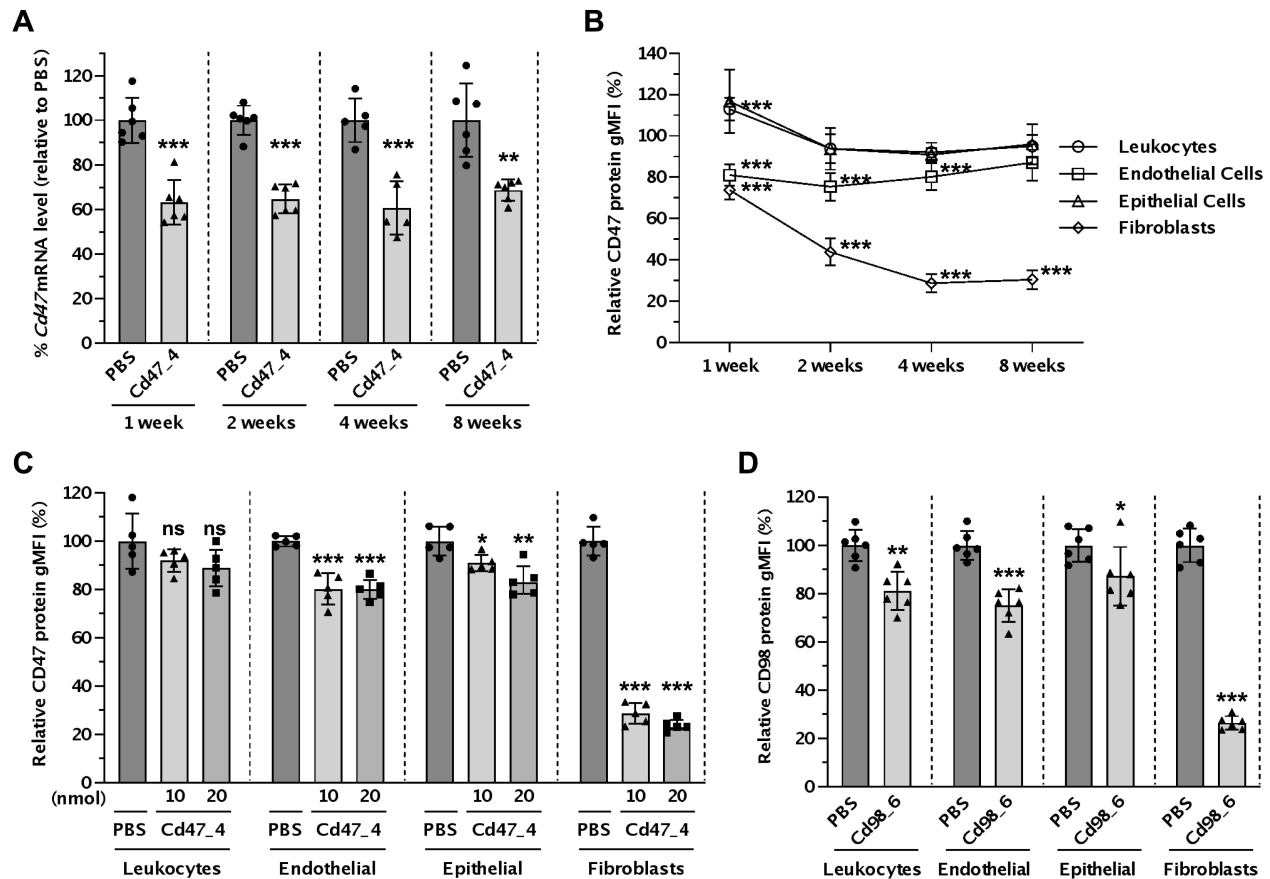 A
% Cd47 mRNA level (relative to PBS)
120
100
80
60
40
20
0
*** *** *** **
PBS Cd47_4 PBS Cd47_4 PBS Cd47_4 PBS Cd47_4
1 week 2 weeks 4 weeks 8 weeks
B
Relative CD47 protein gMFI (%)
140
120
100
80
60
40
20
0
***
***
*** *** ***
*** *** ***
1 week 2 weeks 4 weeks 8 weeks
Leukocytes
Endothelial Cells
Epithelial Cells
Fibroblasts
C
Relative CD47 protein gMFI (%)
120
100
80
60
40
20
0
ns ns *** *** * ** *** ***
(nmol) 10 20 10 20 10 20 10 20
PBS Cd47_4 PBS Cd47_4 PBS Cd47_4 PBS Cd47_4
Leukocytes Endothelial Epithelial Fibroblasts
D
Relative CD98 protein gMFI (%)
120
100
80
60
40
20
0
** *** * ***
PBS Cd98_6 PBS Cd98_6 PBS Cd98_6 PBS Cd98_6
Leukocytes Endothelial Epithelial Fibroblasts